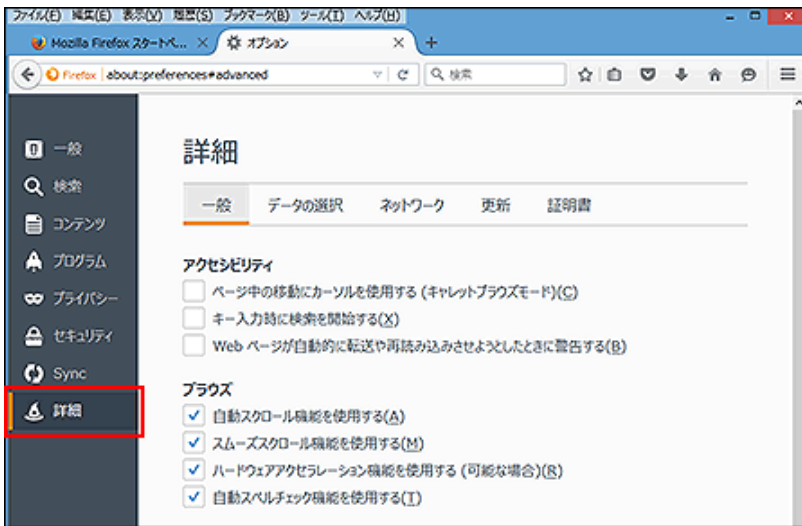 ファイル(F) 編集(E) 表示(V) 履歴(S) ブックマーク(B) ツール(T) ヘルプ(H)
Mozilla Firefox スタートペ... オプション
Firefox about:preferences#advanced 検索
一般
検索
コンテンツ
プログラム
プライバシー
セキュリティ
Sync
詳細
詳細
一般 データの選択 ネットワーク 更新 証明書
アクセシビリティ
ページ中の移動にカーソルを使用する (キャレットブラウズモード)(C)
キー入力時に検索を開始する(X)
Web ページが自動的に転送や再読み込みさせようとしたときに警告する(B)
ブラウズ
自動スクロール機能を使用する(A)
スムーズスクロール機能を使用する(M)
ハードウェアアクセラレーション機能を使用する (可能な場合)(R)
自動スペルチェック機能を使用する(T)